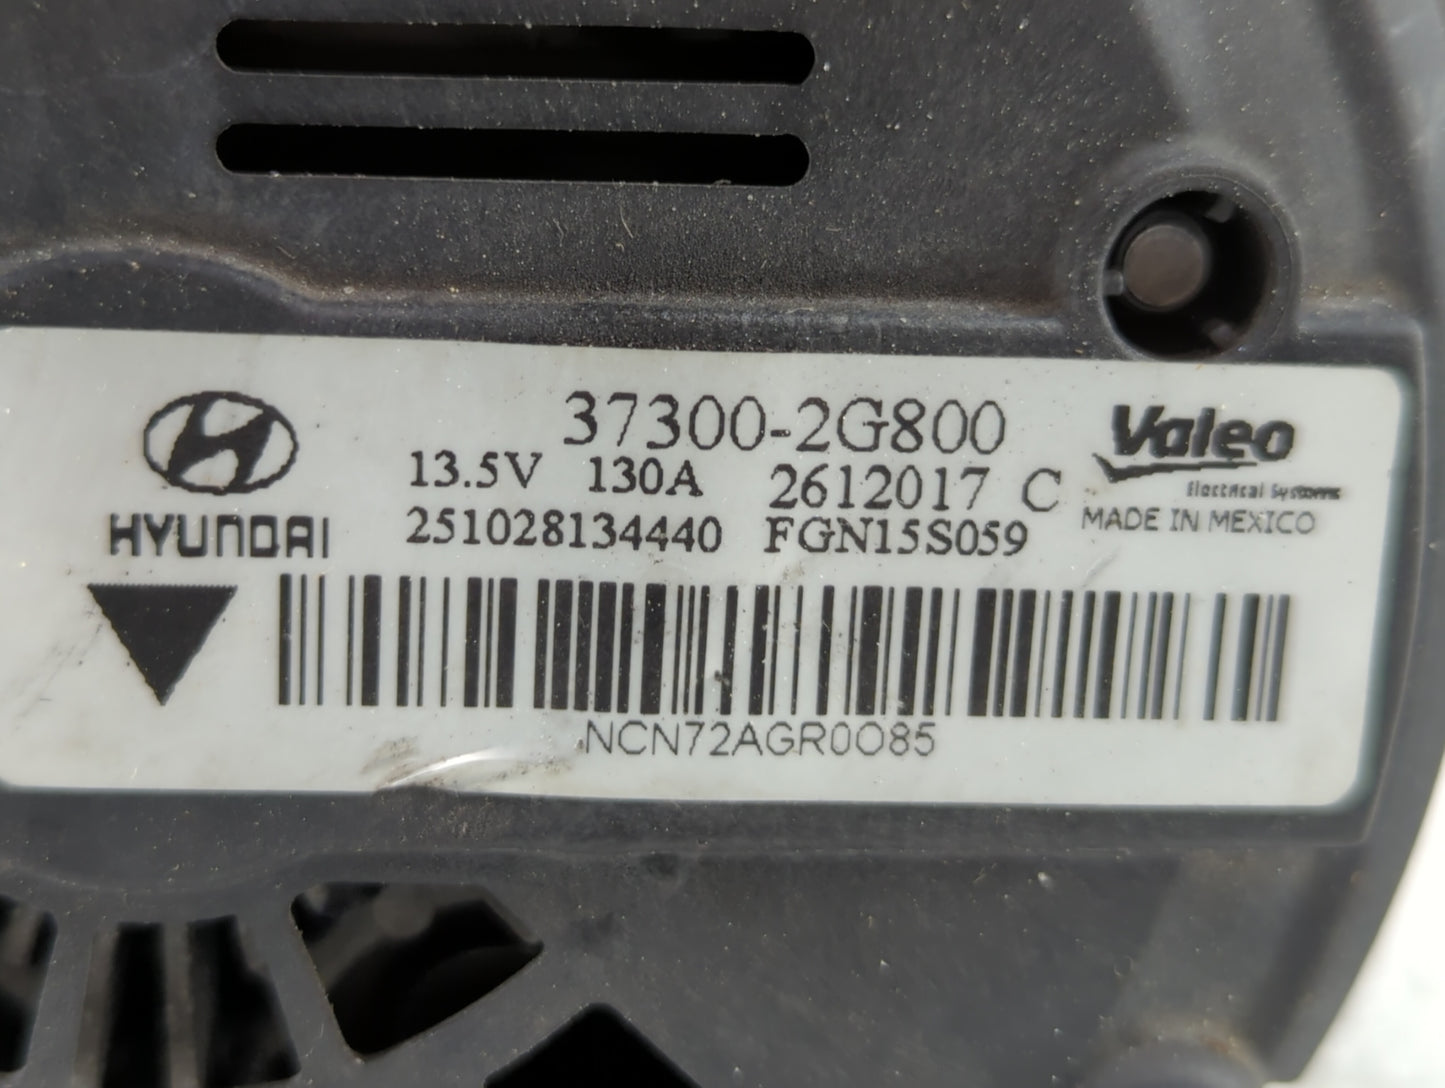 37300-2G800
HYUNDAI
13.5V 130A 2612017 C
251028134440 FGN15S059
Valeo
Electrical Systems
MADE IN MEXICO
NCN72AGR0O85